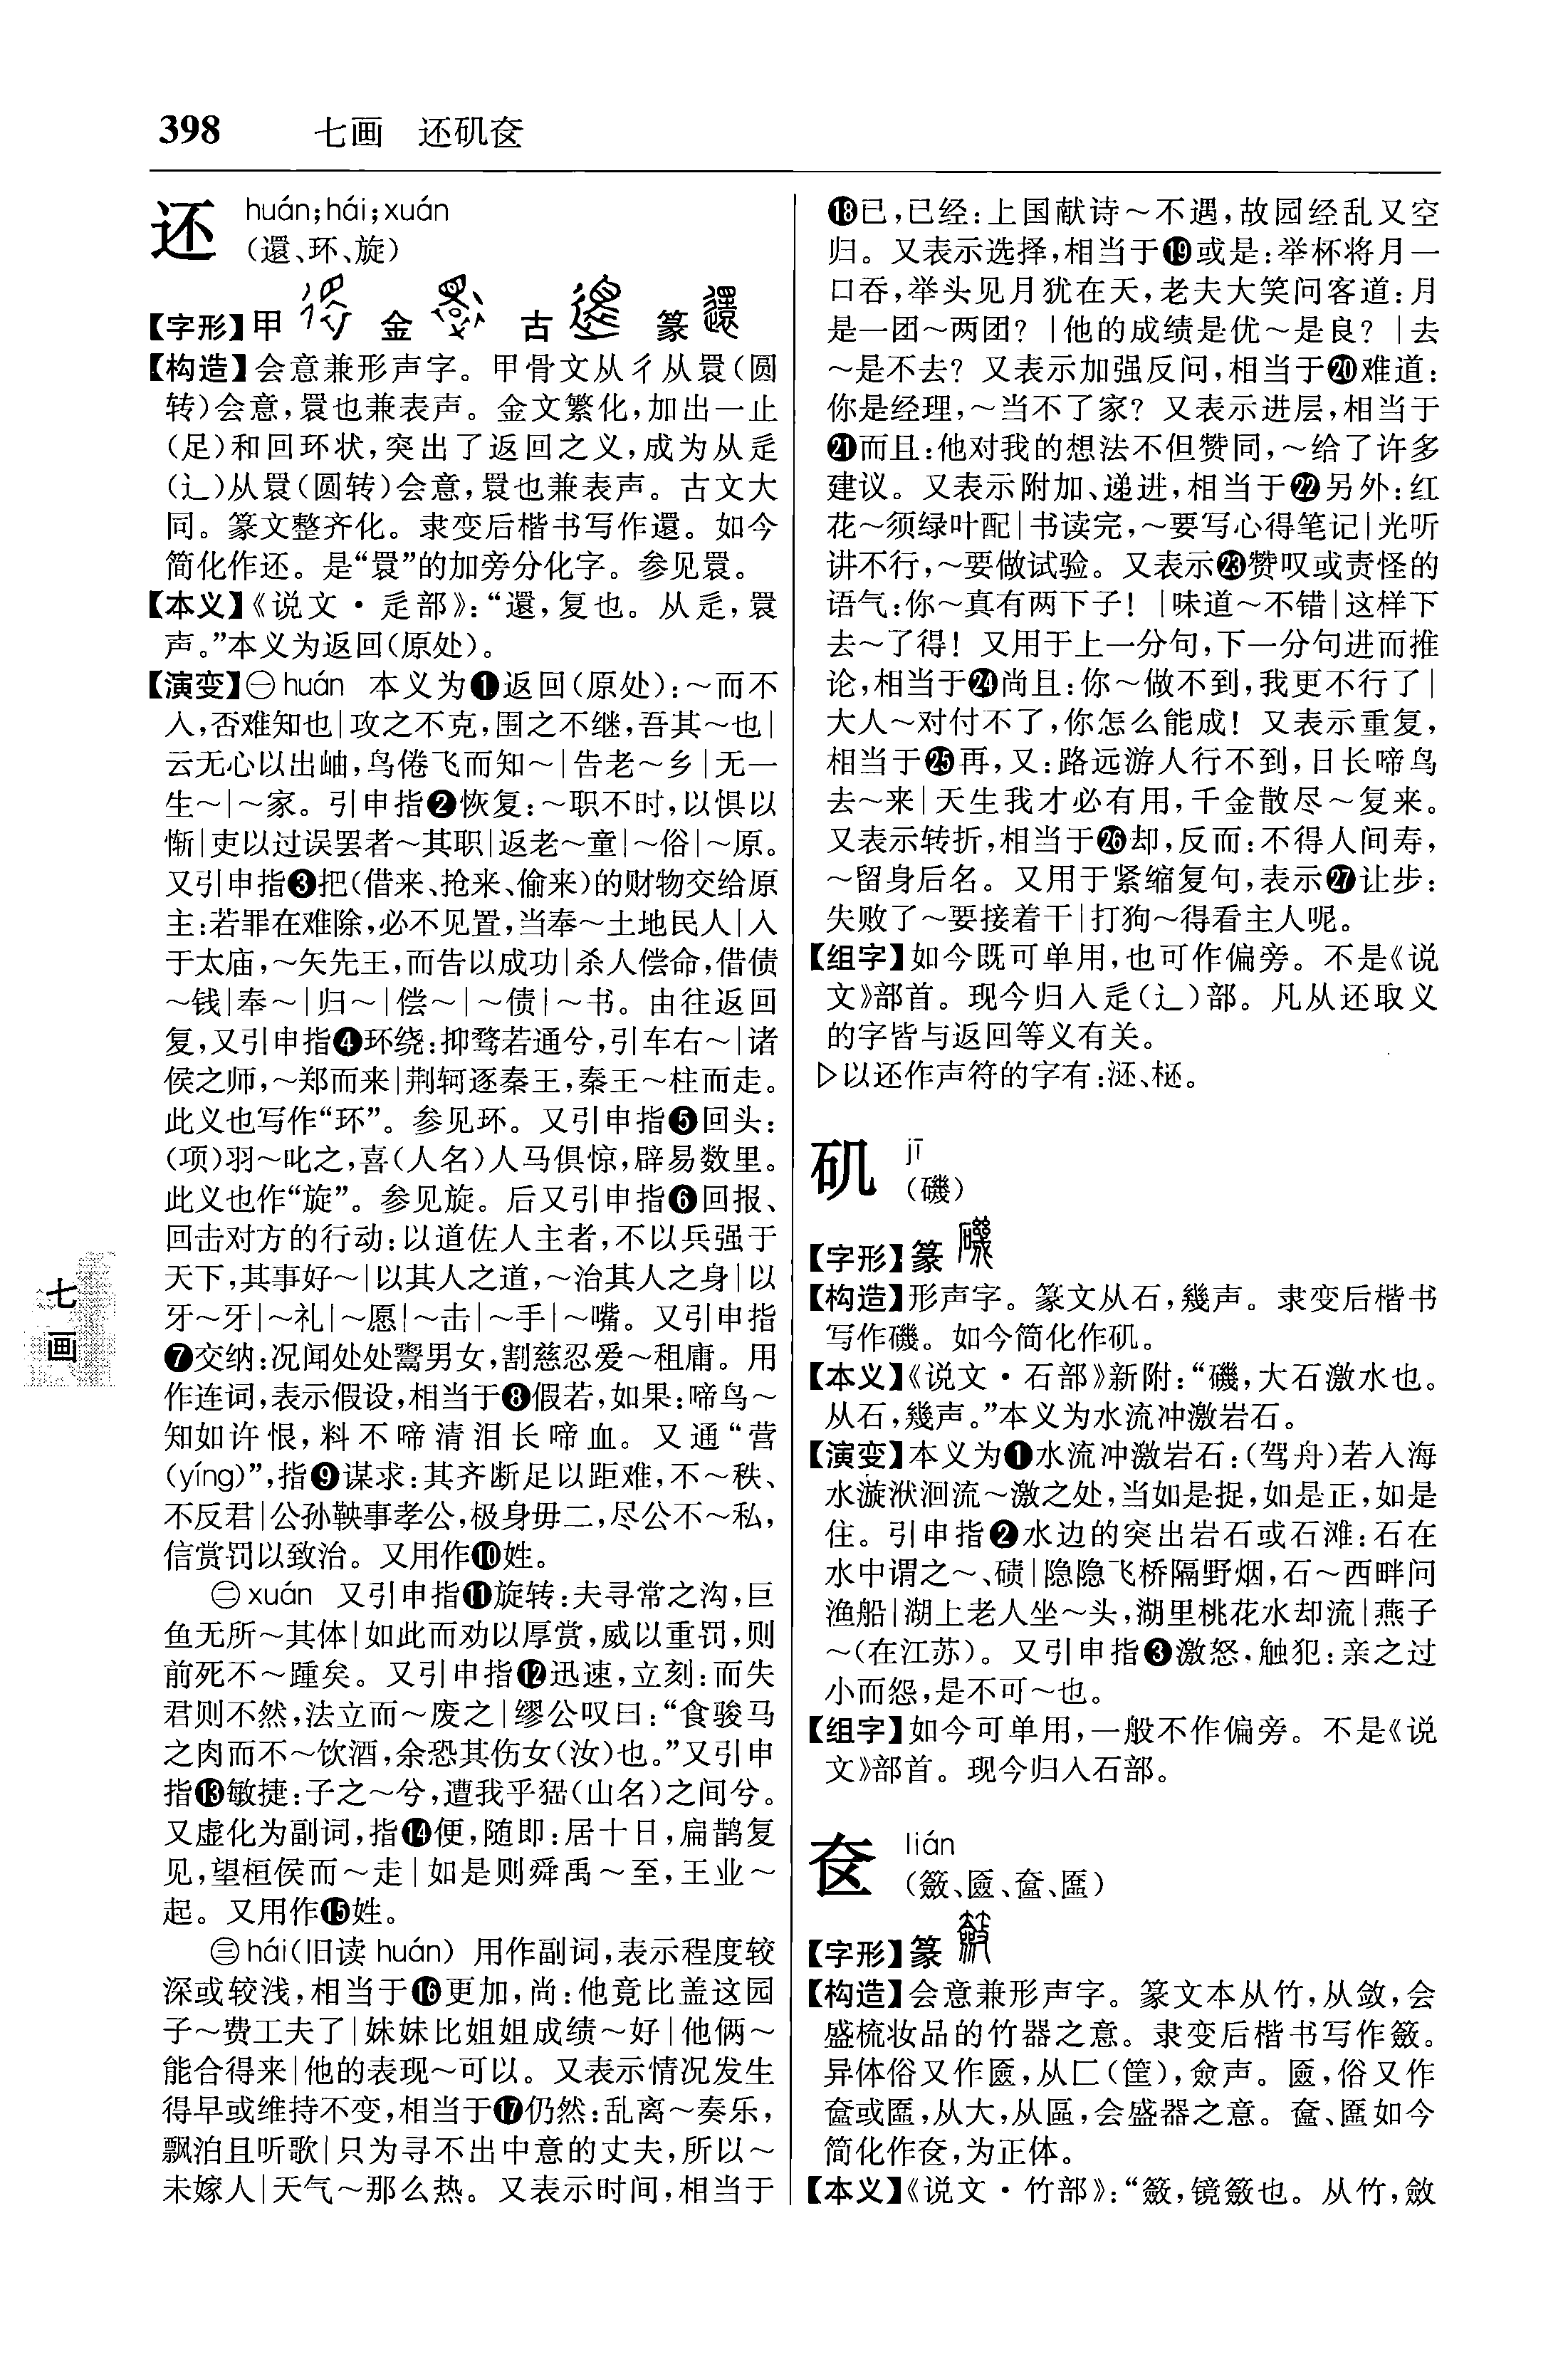 398 七画 还矶奁
还 huán;hái;xuán
(還、环、旋)
【字形】甲 金 古 篆
【构造】会意兼形声字。甲骨文从彳从睘(圆
转)会意,睘也兼表声。金文繁化,加出一止
(足)和回环状,突出了返回之义,成为从辵
(辶)从睘(圆转)会意,睘也兼表声。古文大
同。篆文整齐化。隶变后楷书写作還。如今
简化作还。是“睘”的加旁分化字。参见睘。
【本义】《说文·辵部》:“還,复也。从辵,睘
声。”本义为返回(原处)。
【演变】㊀huán 本义为❶返回(原处):～而不
入,否难知也|攻之不克,围之不继,吾其～也|
云无心以出岫,鸟倦飞而知～|告老～乡|无一
生～|～家。引申指❷恢复:～职不时,以惧以
惭|吏以过误罢者～其职|返老～童|～俗|～原。
又引申指❸把(借来、抢来、偷来)的财物交给原
主:若罪在难除,必不见置,当奉～土地民人|入
于太庙,～矢先王,而告以成功|杀人偿命,借债
～钱|奉～|归～|偿～|～债|～书。由往返回
复,又引申指❹环绕:抑骛若通兮,引车右～|诸
侯之师,～郑而来|荆轲逐秦王,秦王～柱而走。
此义也写作“环”。参见环。又引申指❺回头:
(项)羽～叱之,喜(人名)人马俱惊,辟易数里。
此义也作“旋”。参见旋。后又引申指❻回报、
回击对方的行动:以道佐人主者,不以兵强于
天下,其事好～|以其人之道,～治其人之身|以
牙～牙|～礼|～愿|～击|～手|～嘴。又引申指
❼交纳:况闻处处鬻男女,割慈忍爱～租庸。用
作连词,表示假设,相当于❽假若,如果:啼鸟～
知如许恨,料不啼清泪长啼血。又通“营
(yíng)”,指❾谋求:其齐断足以距难,不～秩、
不反君|公孙鞅事孝公,极身毋二,尽公不～私,
信赏罚以致治。又用作❿姓。
㊁xuán 又引申指⓫旋转:夫寻常之沟,巨
鱼无所～其体|如此而劝以厚赏,威以重罚,则
前死不～踵矣。又引申指⓬迅速,立刻:而失
君则不然,法立而～废之|缪公叹曰:“食骏马
之肉而不～饮酒,余恐其伤女(汝)也。”又引申
指⓭敏捷:子之～兮,遭我乎峱(山名)之间兮。
又虚化为副词,指⓮便,随即:居十日,扁鹊复
见,望桓侯而～走|如是则舜禹～至,王业～
起。又用作⓯姓。
㊂hái(旧读 huán) 用作副词,表示程度较
深或较浅,相当于⓰更加,尚:他竟比盖这园
子～费工夫了|妹妹比姐姐成绩～好|他俩～
能合得来|他的表现～可以。又表示情况发生
得早或维持不变,相当于⓱仍然:乱离～奏乐,
飘泊且听歌|只为寻不出中意的丈夫,所以～
未嫁人|天气～那么热。又表示时间,相当于
⓲已,已经:上国献诗～不遇,故园经乱又空
归。又表示选择,相当于⓳或是:举杯将月一
口吞,举头见月犹在天,老夫大笑问客道:月
是一团～两团?|他的成绩是优～是良?|去
～是不去?又表示加强反问,相当于⓴难道:
你是经理,～当不了家?又表示进层,相当于
㉑而且:他对我的想法不但赞同,～给了许多
建议。又表示附加、递进,相当于㉒另外:红
花～须绿叶配|书读完,～要写心得笔记|光听
讲不行,～要做试验。又表示㉓赞叹或责怪的
语气:你～真有两下子!|味道～不错|这样下
去～了得!又用于上一分句,下一分句进而推
论,相当于㉔尚且:你～做不到,我更不行了|
大人～对付不了,你怎么能成!又表示重复,
相当于㉕再,又:路远游人行不到,日长啼鸟
去～来|天生我才必有用,千金散尽～复来。
又表示转折,相当于㉖却,反而:不得人间寿,
～留身后名。又用于紧缩复句,表示㉗让步:
失败了～要接着干|打狗～得看主人呢。
【组字】如今既可单用,也可作偏旁。不是《说
文》部首。现今归入辵(辶)部。凡从还取义
的字皆与返回等义有关。
▷以还作声符的字有:㳮、𣏢。
矶 jī
(磯)
【字形】篆
【构造】形声字。篆文从石,幾声。隶变后楷书
写作磯。如今简化作矶。
【本义】《说文·石部》新附:“磯,大石激水也。
从石,幾声。”本义为水流冲激岩石。
【演变】本义为❶水流冲激岩石:(驾舟)若入海
水漩洑洄流～激之处,当如是捉,如是正,如是
住。引申指❷水边的突出岩石或石滩:石在
水中谓之～、碛|隐隐飞桥隔野烟,石～西畔问
渔船|湖上老人坐～头,湖里桃花水却流|燕子
～(在江苏)。又引申指❸激怒,触犯:亲之过
小而怨,是不可～也。
【组字】如今可单用,一般不作偏旁。不是《说
文》部首。现今归入石部。
奁 lián
(籢、匳、奩、匲)
【字形】篆
【构造】会意兼形声字。篆文本从竹,从敛,会
盛梳妆品的竹器之意。隶变后楷书写作籢。
异体俗又作匳,从匚(筐),僉声。匳,俗又作
奩或匲,从大,从區,会盛器之意。奩、匲如今
简化作奁,为正体。
【本义】《说文·竹部》:“籢,镜籢也。从竹,斂
七画